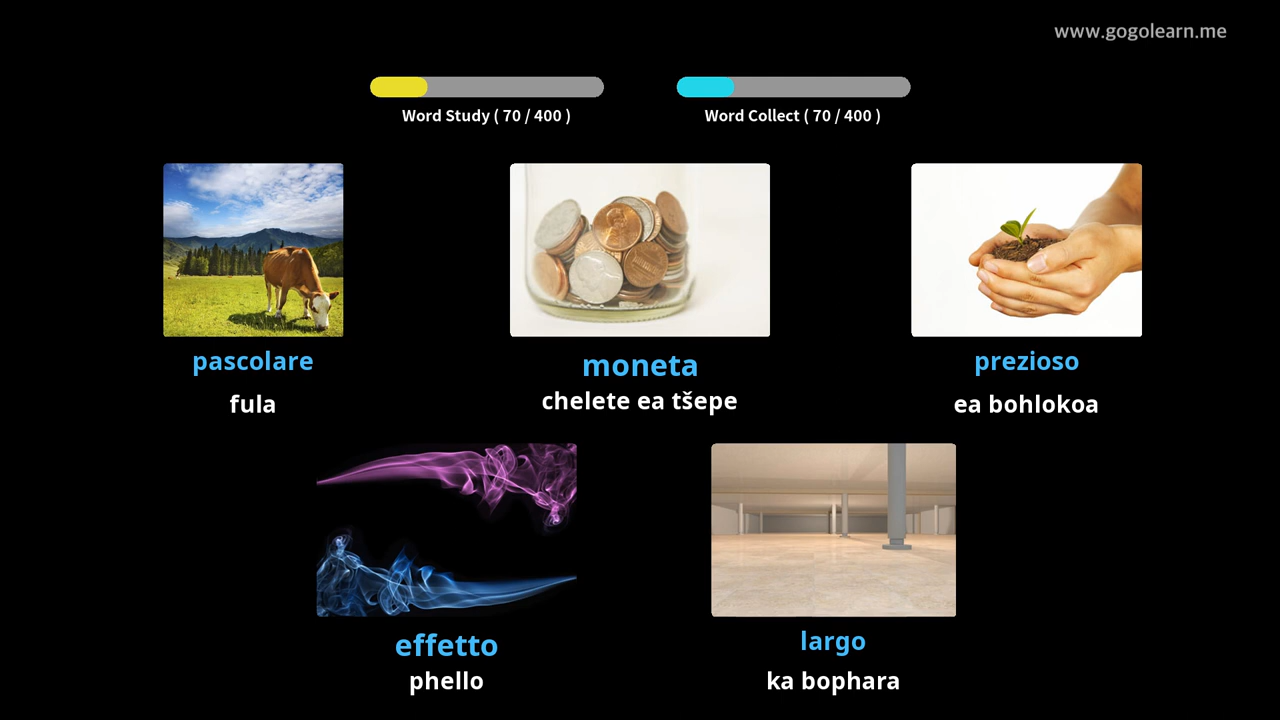 www.gogolearn.me
Word Study ( 70 / 400 )
Word Collect ( 70 / 400 )
pascolare
fula
moneta
chelete ea tšepe
prezioso
ea bohlokoa
effetto
phello
largo
ka bophara